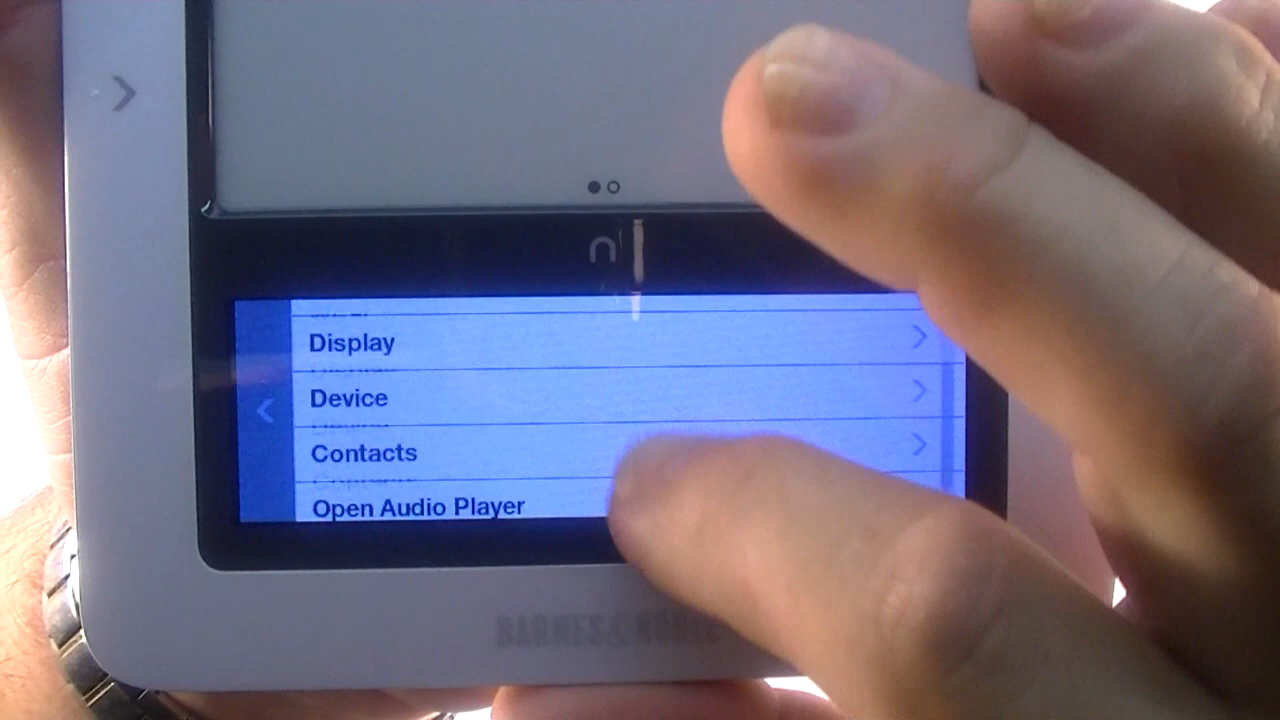 Display
Device
Contacts
Open Audio Player
BARNES & NOBLE